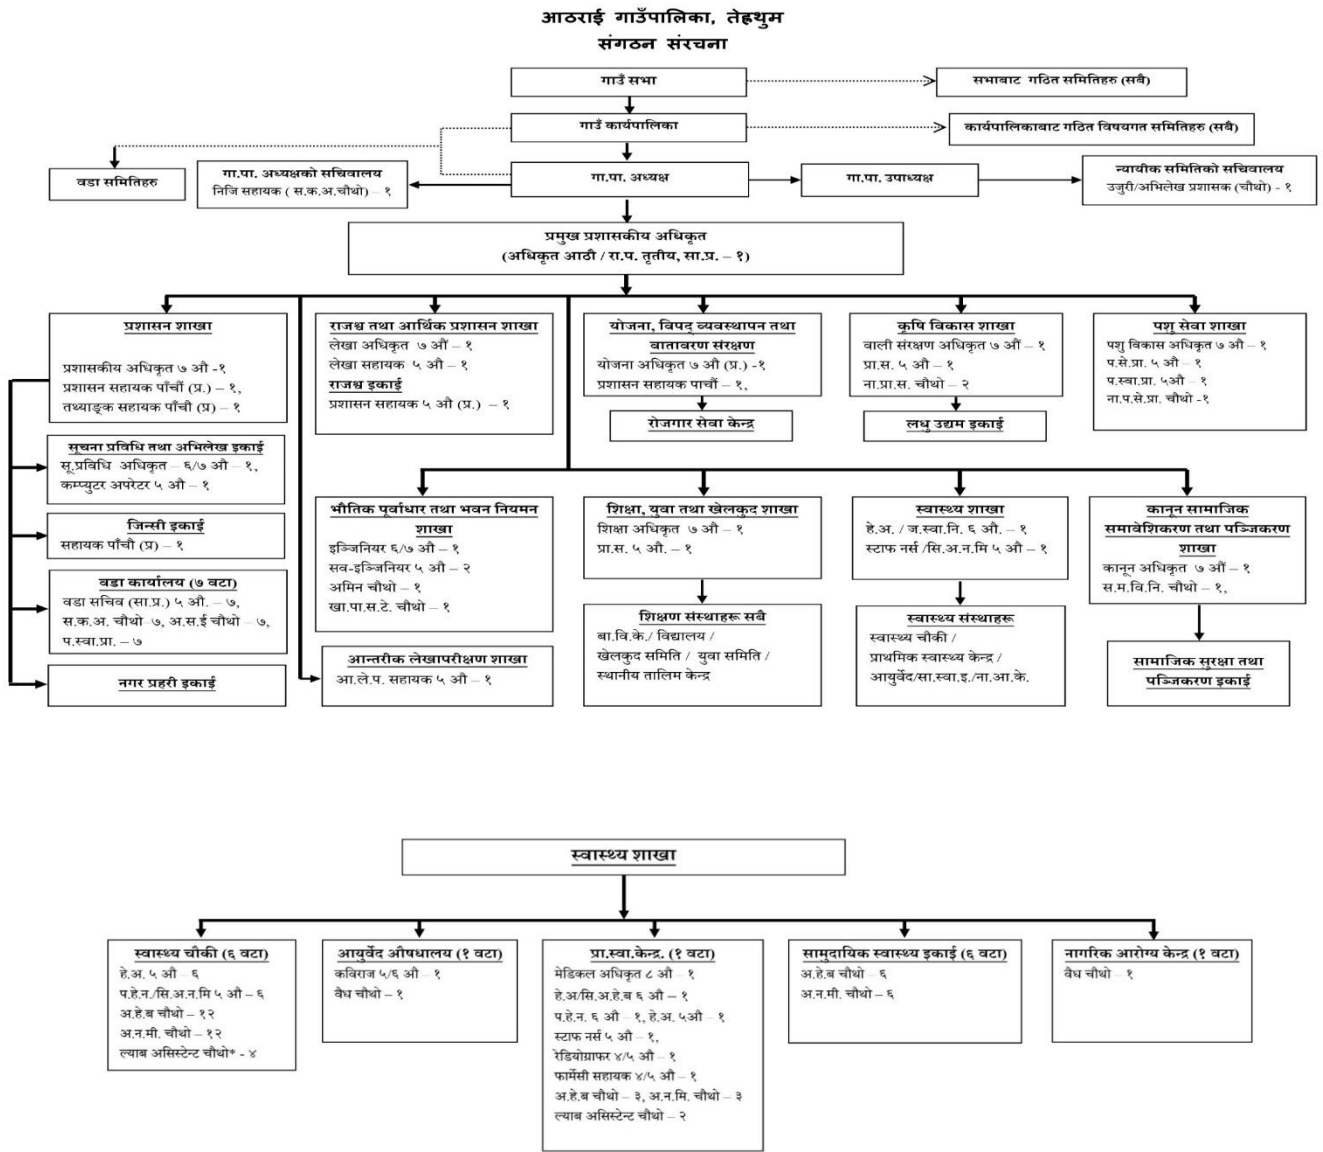 आठराई गाउँपालिका, तेह्रथुम
संगठन संरचना
गाउँ सभा
सभाबाट गठित समितिहरु (सबै)
गाउँ कार्यपालिका
कार्यपालिकाबाट गठित विषयगत समितिहरु (सबै)
वडा समितिहरु
गा.पा. अध्यक्षको सचिवालय
निजि सहायक ( स.क.अ.चौथो) – १
गा.पा. अध्यक्ष
गा.पा. उपाध्यक्ष
न्यायीक समितिको सचिवालय
उजुरी/अभिलेख प्रशासक (चौथो) - १
प्रमुख प्रशासकीय अधिकृत
(अधिकृत आठौ / रा.प. तृतीय, सा.प्र. – १)
प्रशासन शाखा
प्रशासकीय अधिकृत ७ औ -१
प्रशासन सहायक पाँचौं (प्र.) – १,
तथ्याङ्क सहायक पाँचौ (प्र) – १
राजश्व तथा आर्थिक प्रशासन शाखा
लेखा अधिकृत ७ औं – १
लेखा सहायक ५ औ – १
राजश्व इकाई
प्रशासन सहायक ५ औ (प्र.) – १
योजना, विपद् व्यवस्थापन तथा
वातावरण संरक्षण
योजना अधिकृत ७ औ (प्र.) -१
प्रशासन सहायक पाचौं – १,
रोजगार सेवा केन्द्र
कृषि विकास शाखा
वाली संरक्षण अधिकृत ७ औं – १
प्रा.स. ५ औ – १
ना.प्रा.स. चौथो – २
लधु उद्यम इकाई
पशु सेवा शाखा
पशु विकास अधिकृत ७ औ – १
प.से.प्रा. ५ औ – १
प.स्वा.प्रा. ५औ – १
ना.प.से.प्रा. चौथो -१
सूचना प्रविधि तथा अभिलेख इकाई
सू.प्रविधि अधिकृत – ६/७ औ – १,
कम्प्युटर अपरेटर ५ औ – १
जिन्सी इकाई
सहायक पाँचौ (प्र) – १
वडा कार्यालय (७ वटा)
वडा सचिव (सा.प्र.) ५ औ. – ७,
स.क.अ. चौथो–७, अ.स.ई चौथो – ७,
प.स्वा.प्रा. – ७
नगर प्रहरी इकाई
भौतिक पूर्वाधार तथा भवन नियमन
शाखा
इञ्जिनियर ६/७ औ – १
सव-इञ्जिनियर ५ औ – २
अमिन चौथो – १
खा.पा.स.टे. चौथो – १
आन्तरीक लेखापरीक्षण शाखा
आ.ले.प. सहायक ५ औ – १
शिक्षा, युवा तथा खेलकुद शाखा
शिक्षा अधिकृत ७ औ – १
प्रा.स. ५ औ. – १
शिक्षण संस्थाहरू सबै
बा.वि.के./ विद्यालय /
खेलकुद समिति / युवा समिति /
स्थानीय तालिम केन्द्र
स्वास्थ्य शाखा
हे.अ. / ज.स्वा.नि. ६ औ. – १
स्टाफ नर्स /सि.अ.न.मि ५ औ – १
स्वास्थ्य संस्थाहरू
स्वास्थ्य चौकी /
प्राथमिक स्वास्थ्य केन्द्र /
आयुर्वेद/सा.स्वा.इ./ना.आ.के.
कानून सामाजिक
समावेशिकरण तथा पञ्जिकरण
शाखा
कानून अधिकृत ७ औं – १
स.म.वि.नि. चौथो – १,
सामाजिक सुरक्षा तथा
पञ्जिकरण इकाई
स्वास्थ्य शाखा
स्वास्थ्य चौकी (६ वटा)
हे.अ. ५ औ – ६
प.हे.न./सि.अ.न.मि ५ औ – ६
अ.हे.ब चौथो – १२
अ.न.मी. चौथो – १२
ल्याब असिस्टेन्ट चौथो* - ४
आयुर्वेद औषधालय (१ वटा)
कविराज ५/६ औ – १
वैध चौथो – १
प्रा.स्वा.केन्द्र. (१ वटा)
मेडिकल अधिकृत ८ औ – १
हे.अ/सि.अ.हे.ब ६ औ – १
प.हे.न. ६ औ – १, हे.अ. ५औ – १
स्टाफ नर्स ५ औ – १,
रेडियोग्राफर ४/५ औ – १
फार्मेसी सहायक ४/५ औ – १
अ.हे.ब चौथो – ३, अ.न.मि. चौथो – ३
ल्याब असिस्टेन्ट चौथो – २
सामुदायिक स्वास्थ्य इकाई (६ वटा)
अ.हे.ब चौथो – ६
अ.न.मी. चौथो – ६
नागरिक आरोग्य केन्द्र (१ वटा)
वैध चौथो – १